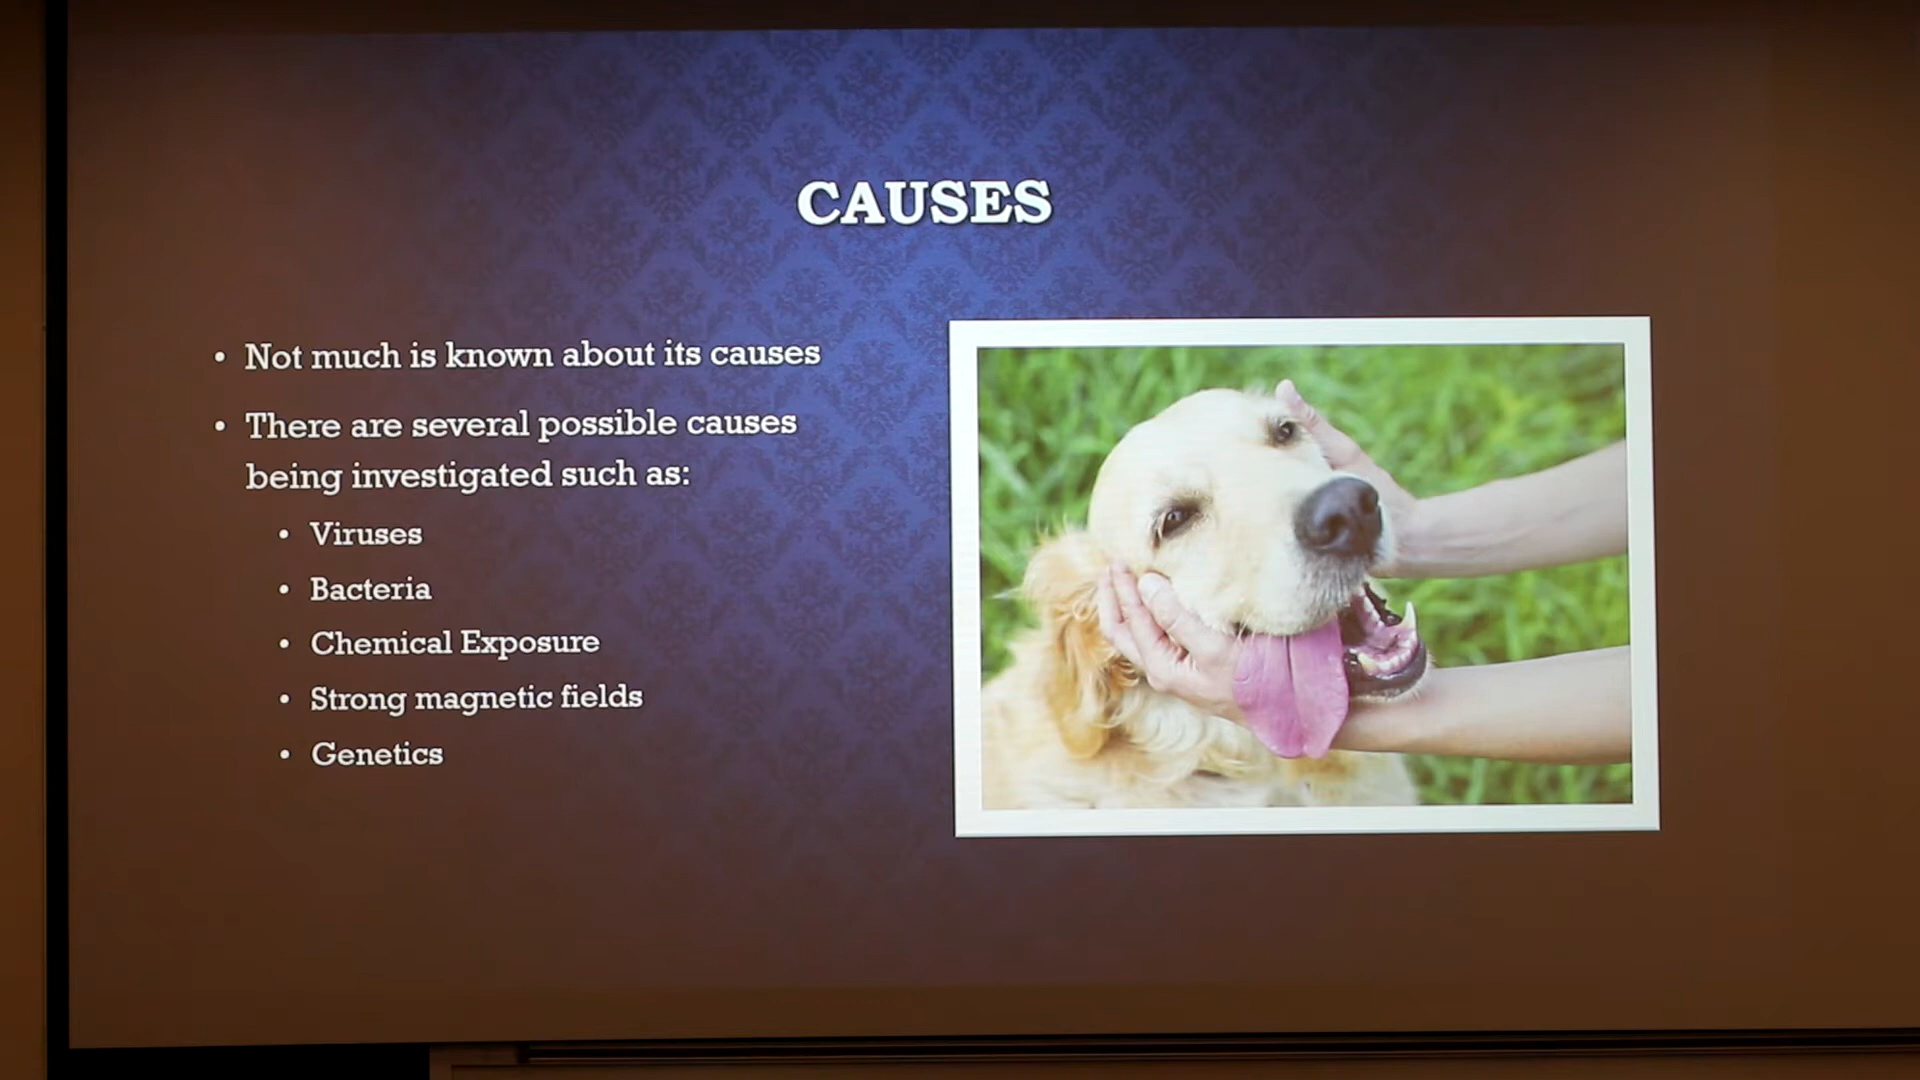 CAUSES
• Not much is known about its causes
• There are several possible causes
being investigated such as:
• Viruses
• Bacteria
• Chemical Exposure
• Strong magnetic fields
• Genetics